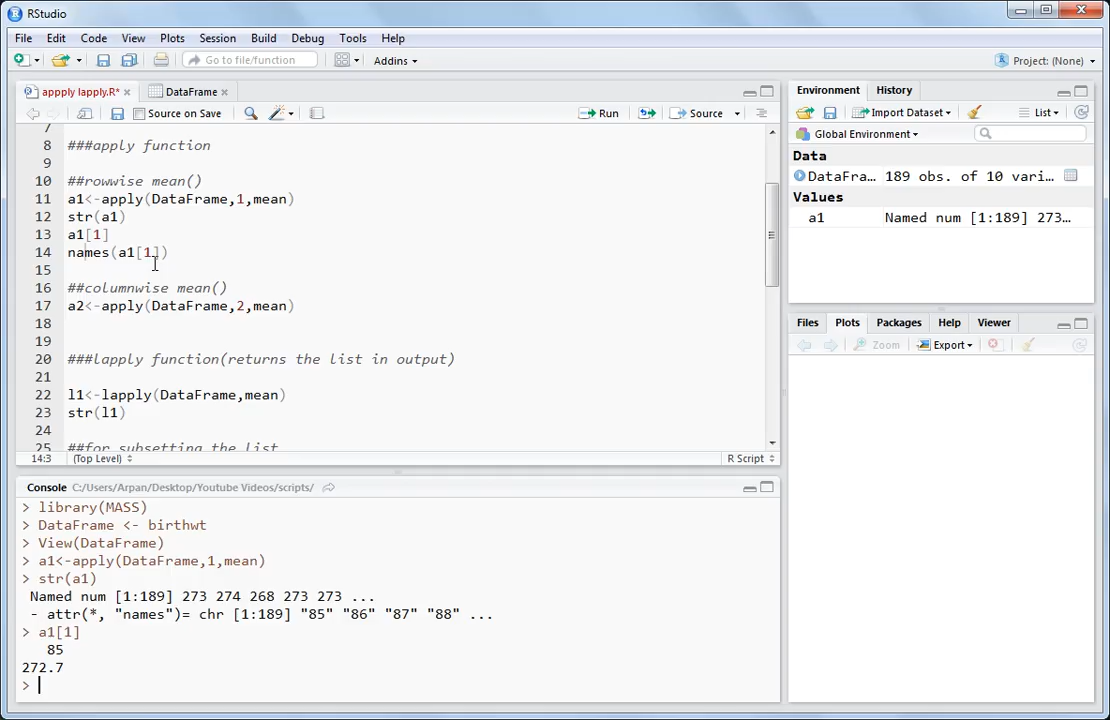 RStudio
File Edit Code View Plots Session Build Debug Tools Help
Go to file/function Addins Project: (None)
appply lapply.R* × DataFrame ×
Source on Save Run Source
7
8 ###apply function
9
10 ##rowwise mean()
11 a1<-apply(DataFrame,1,mean)
12 str(a1)
13 a1[1]
14 names(a1[1])
15
16 ##columnwise mean()
17 a2<-apply(DataFrame,2,mean)
18
19
20 ###lapply function(returns the list in output)
21
22 l1<-lapply(DataFrame,mean)
23 str(l1)
24
25 ##for subsetting the list
14:3 (Top Level) R Script
Console C:/Users/Arpan/Desktop/Youtube Videos/scripts/
> library(MASS)
> DataFrame <- birthwt
> View(DataFrame)
> a1<-apply(DataFrame,1,mean)
> str(a1)
Named num [1:189] 273 274 268 273 273 ...
- attr(*, "names")= chr [1:189] "85" "86" "87" "88" ...
> a1[1]
85
272.7
>
Environment History
Import Dataset List
Global Environment
Data
DataFra... 189 obs. of 10 vari...
Values
a1 Named num [1:189] 273...
Files Plots Packages Help Viewer
Zoom Export